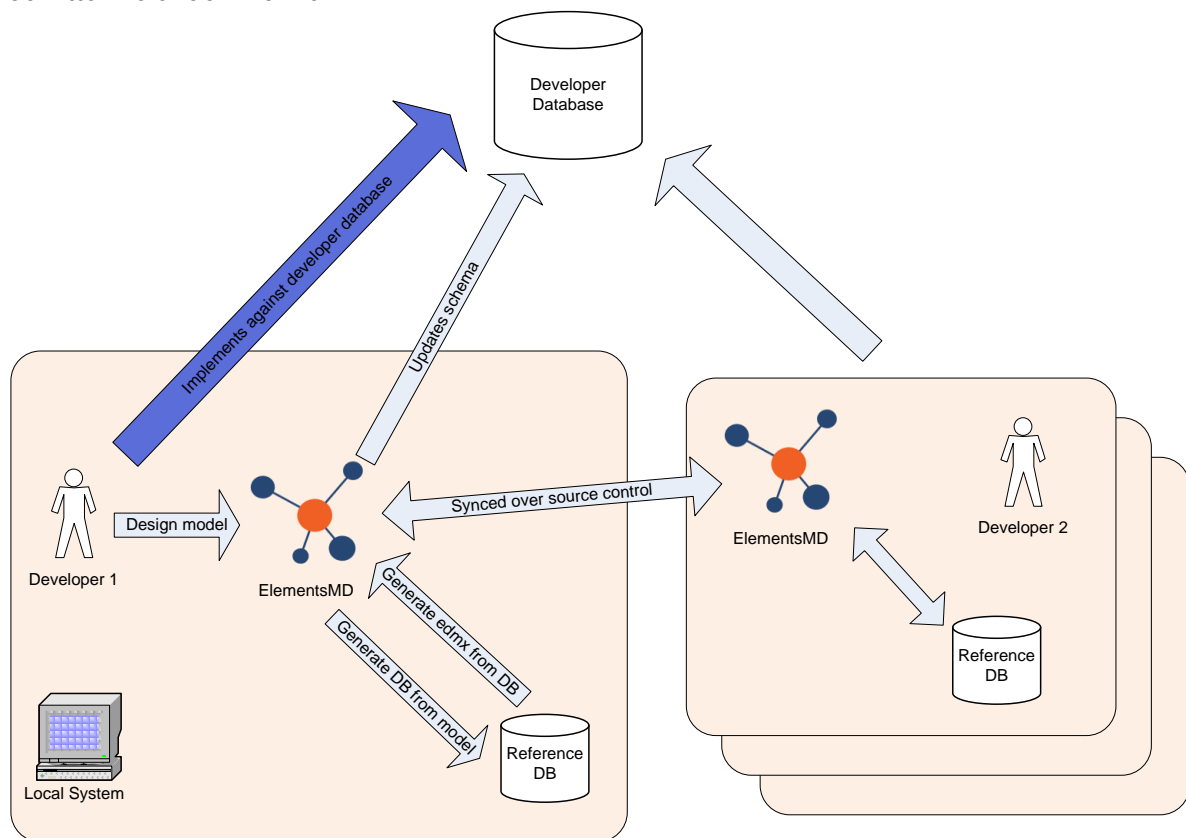 Developer
Database
Implements against developer database
Updates schema
Synced over source control
Design model
Developer 1
ElementsMD
Generate edmx from DB
Generate DB from model
Reference
DB
Local System
ElementsMD
Developer 2
Reference
DB